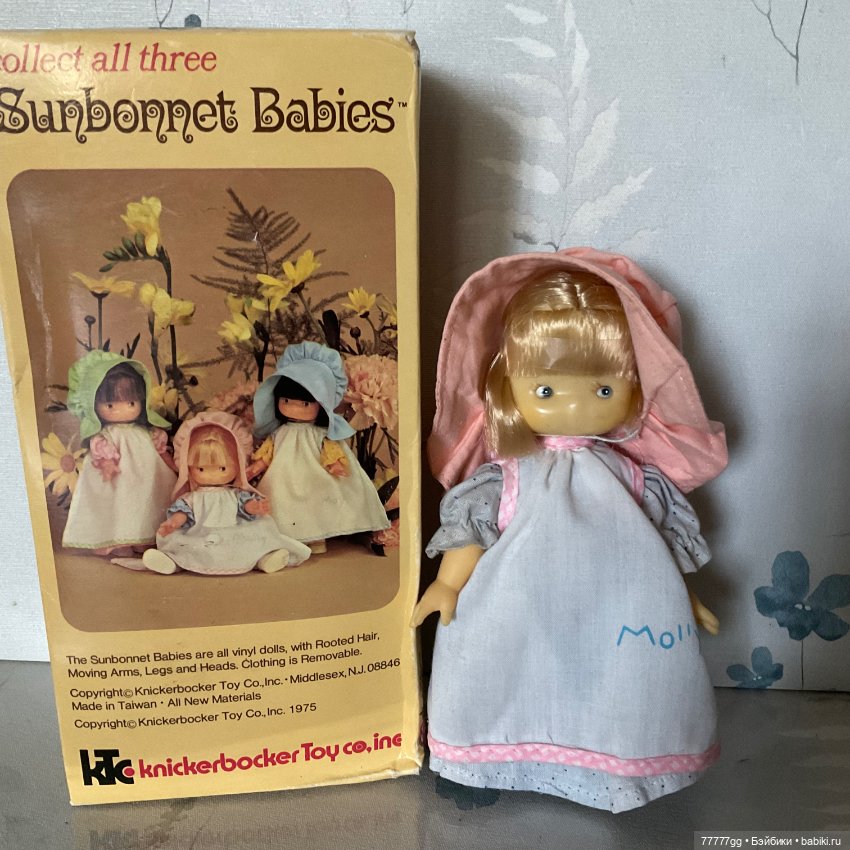 collect all three
Sunbonnet Babies™
The Sunbonnet Babies are all vinyl dolls, with Rooted Hair,
Moving Arms, Legs and Heads. Clothing is Removable.
Copyright© Knickerbocker Toy Co., Inc. • Middlesex, N.J. 08846
Made in Taiwan • All New Materials
Copyright© Knickerbocker Toy Co., Inc. 1975
kTc knickerbocker Toy co, inc
Moll
77777gg • Бэйбики • babiki.ru